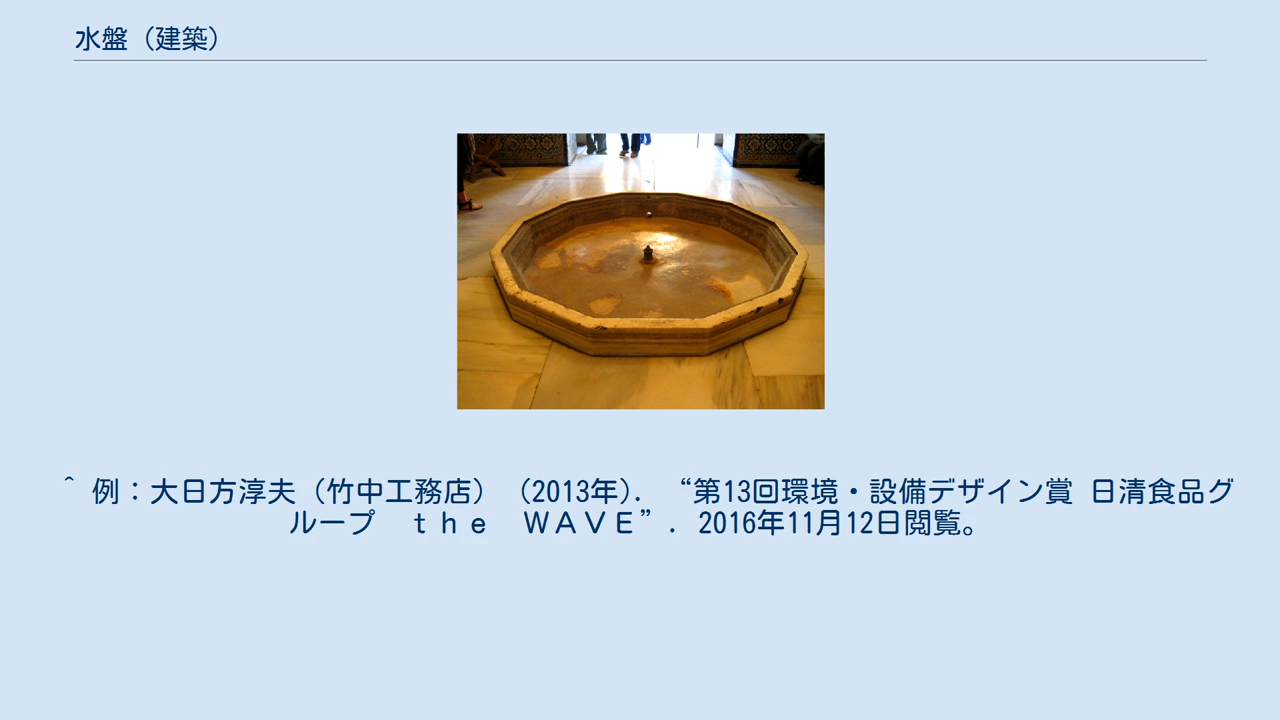 水盤（建築）
^ 例：大日方淳夫（竹中工務店）（2013年）. “第13回環境・設備デザイン賞 日清食品グ
ループ　ｔｈｅ　ＷＡＶＥ”. 2016年11月12日閲覧。